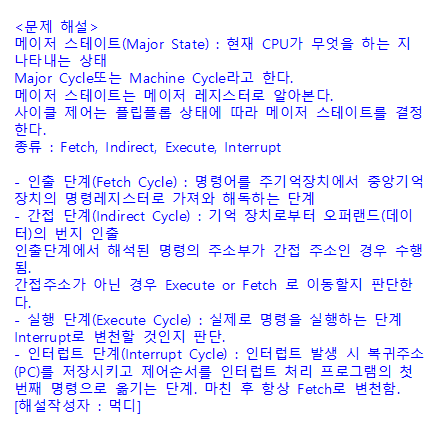 <문제 해설>
메이저 스테이트(Major State) : 현재 CPU가 무엇을 하는 지
나타내는 상태
Major Cycle또는 Machine Cycle라고 한다.
메이저 스테이트는 메이저 레지스터로 알아본다.
사이클 제어는 플립플롭 상태에 따라 메이저 스테이트를 결정
한다.
종류 : Fetch, Indirect, Execute, Interrupt

- 인출 단계(Fetch Cycle) : 명령어를 주기억장치에서 중앙기억
장치의 명령레지스터로 가져와 해독하는 단계
- 간접 단계(Indirect Cycle) : 기억 장치로부터 오퍼랜드(데이
터)의 번지 인출
인출단계에서 해석된 명령의 주소부가 간접 주소인 경우 수행
됨.
간접주소가 아닌 경우 Execute or Fetch 로 이동할지 판단한
다.
- 실행 단계(Execute Cycle) : 실제로 명령을 실행하는 단계
Interrupt로 변천할 것인지 판단.
- 인터럽트 단계(Interrupt Cycle) : 인터럽트 발생 시 복귀주소
(PC)를 저장시키고 제어순서를 인터럽트 처리 프로그램의 첫
번째 명령으로 옮기는 단계. 마친 후 항상 Fetch로 변천함.
[해설작성자 : 먹디]